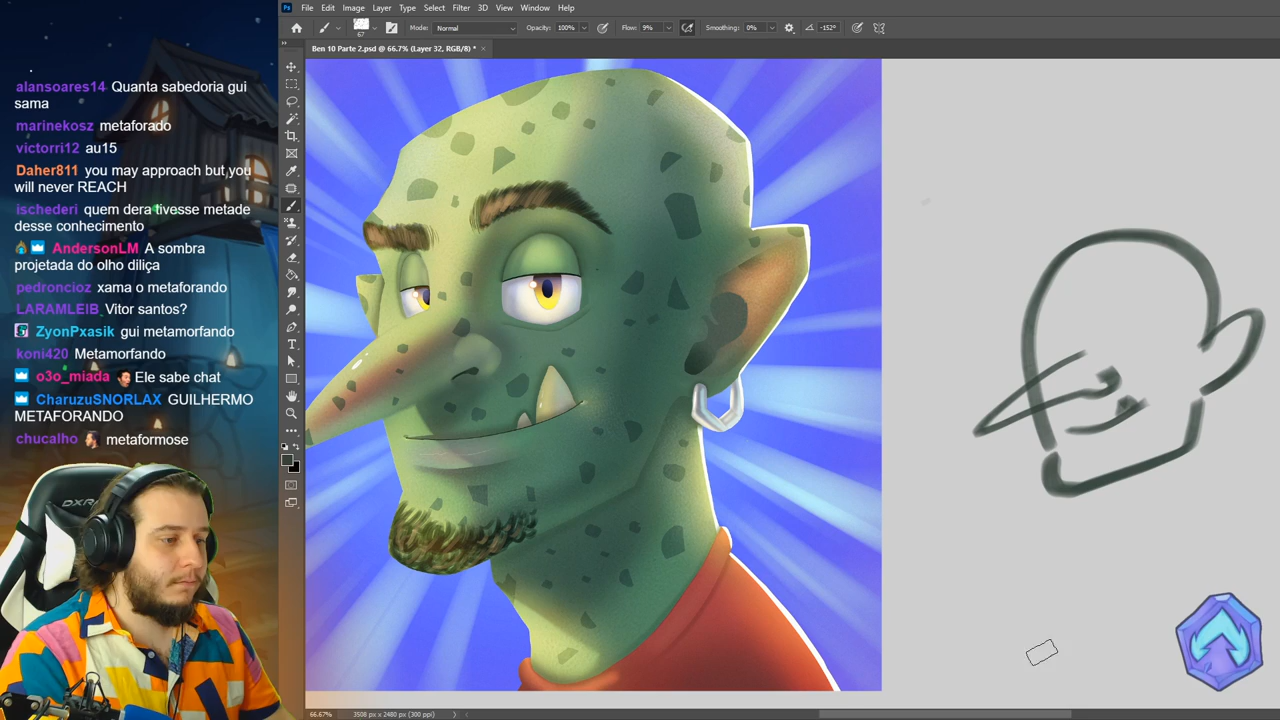 File Edit Image Layer Type Select Filter 3D View Window Help
67 Mode: Normal Opacity: 100% Flow: 9% Smoothing: 0% -152°
Ben 10 Parte 2.psd @ 66.7% (Layer 32, RGB/8) * ×
alansoares14 Quanta sabedoria gui
sama
marinekosz metaforado
victorri12 au15
Daher811 you may approach but you
will never REACH
ischederi quem dera tivesse metade
desse conhecimento
AndersonLM A sombra
projetada do olho diliça
pedroncioz xama o metaforando
LARAMLEIB Vitor santos?
ZyonPxasik gui metamorfando
koni420 Metamorfando
o3o_miada Ele sabe chat
CharuzuSNORLAX GUILHERMO
METAFORANDO
chucalho metaformose
66.67% 3508 px x 2480 px (300 ppi)